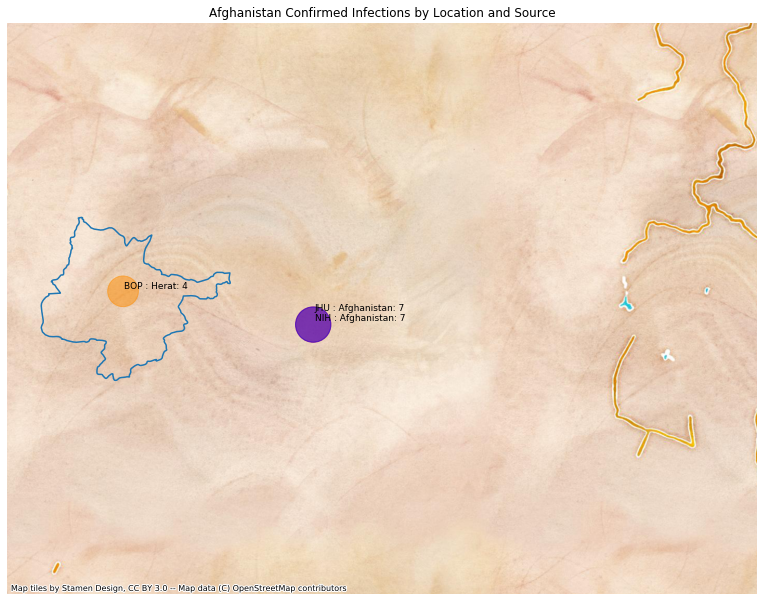 Afghanistan Confirmed Infections by Location and Source
BOP : Herat: 4
JHU : Afghanistan: 7
NIH : Afghanistan: 7
Map tiles by Stamen Design, CC BY 3.0 -- Map data (C) OpenStreetMap contributors